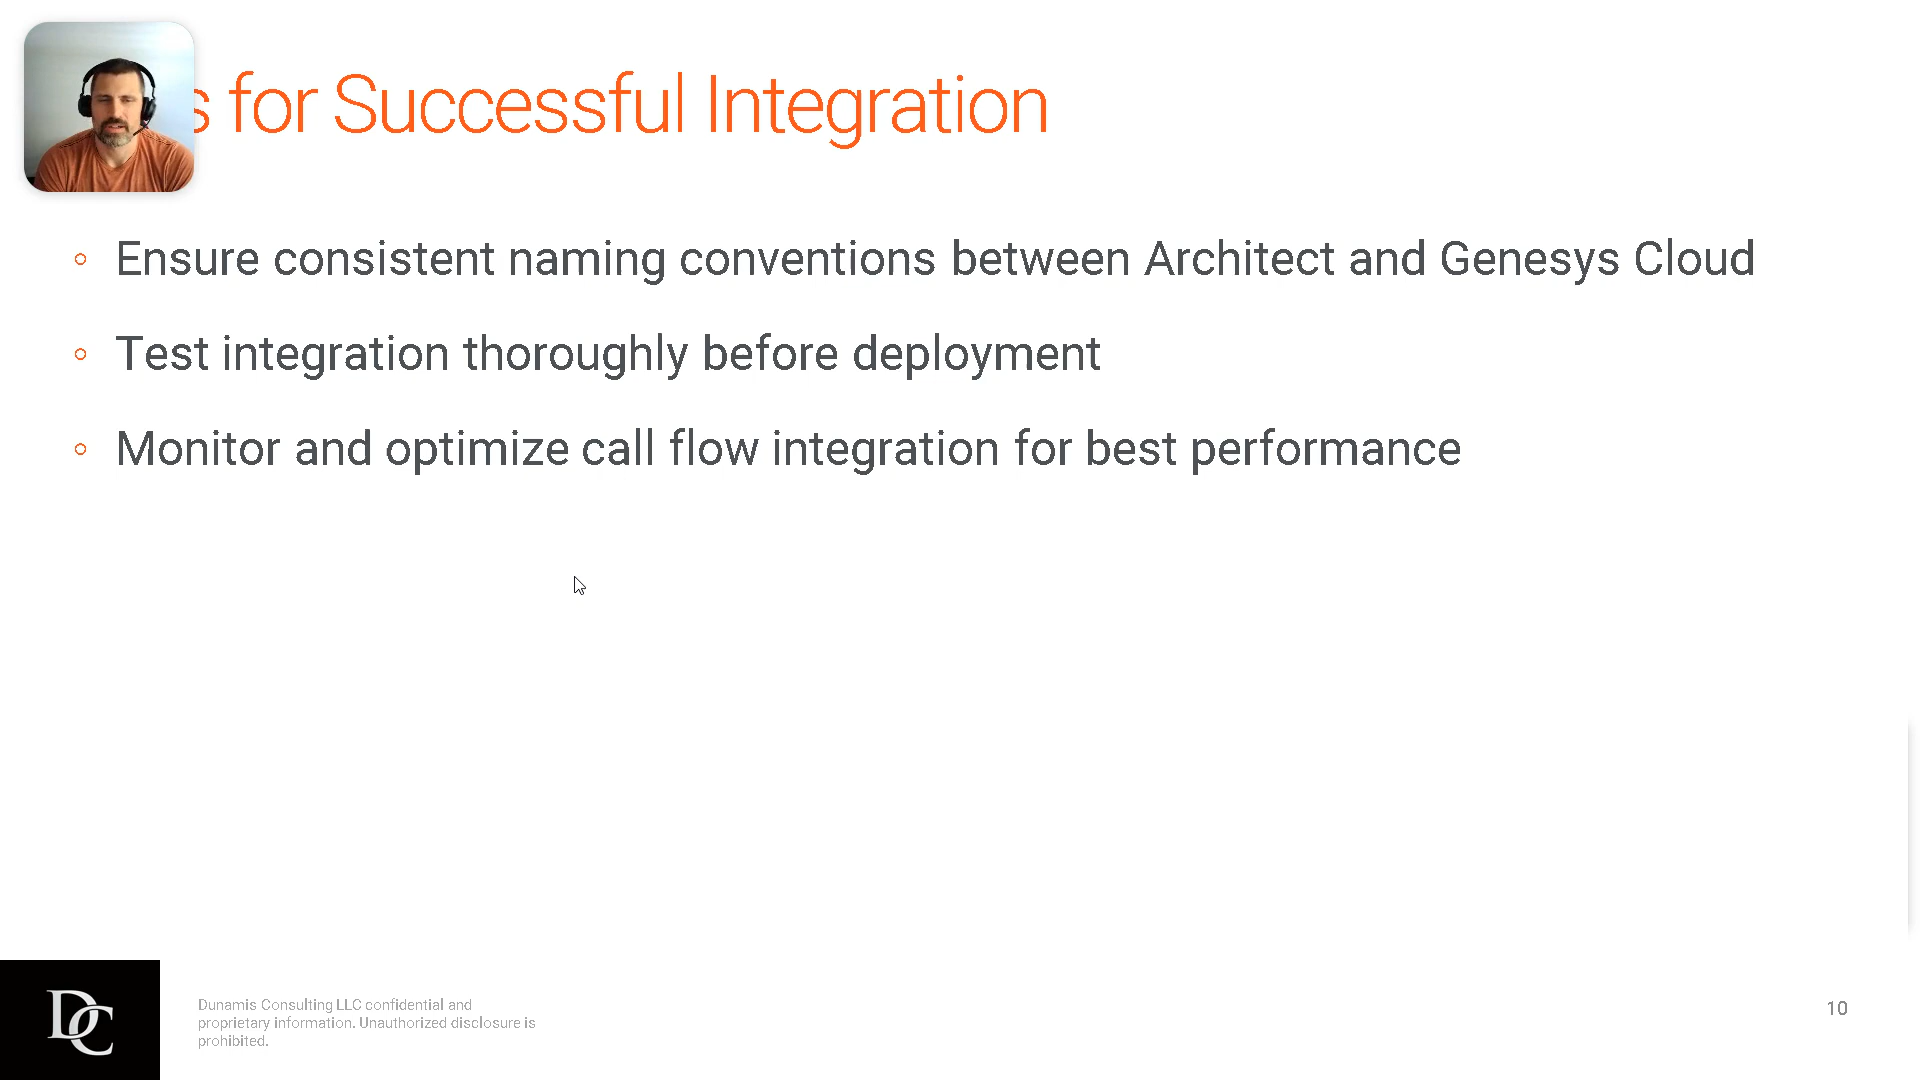 s for Successful Integration
Ensure consistent naming conventions between Architect and Genesys Cloud
Test integration thoroughly before deployment
Monitor and optimize call flow integration for best performance
DC
Dunamis Consulting LLC confidential and
proprietary information. Unauthorized disclosure is
prohibited.
10